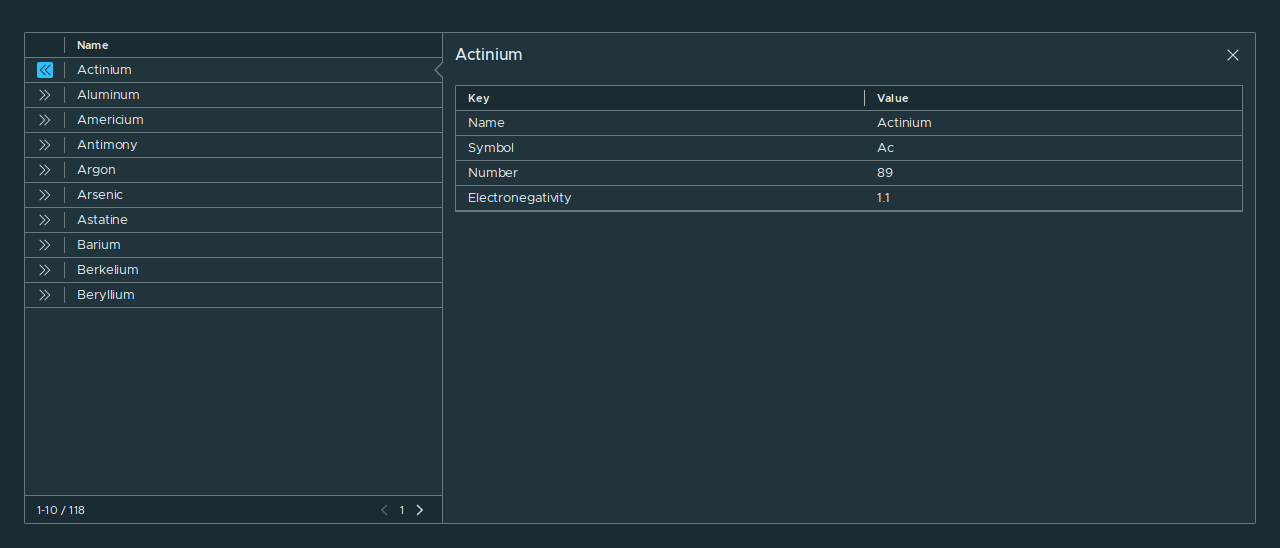 Name
Actinium
Aluminum
Americium
Antimony
Argon
Arsenic
Astatine
Barium
Berkelium
Beryllium
1-10 / 118
1
Actinium
Key Value
Name Actinium
Symbol Ac
Number 89
Electronegativity 1.1